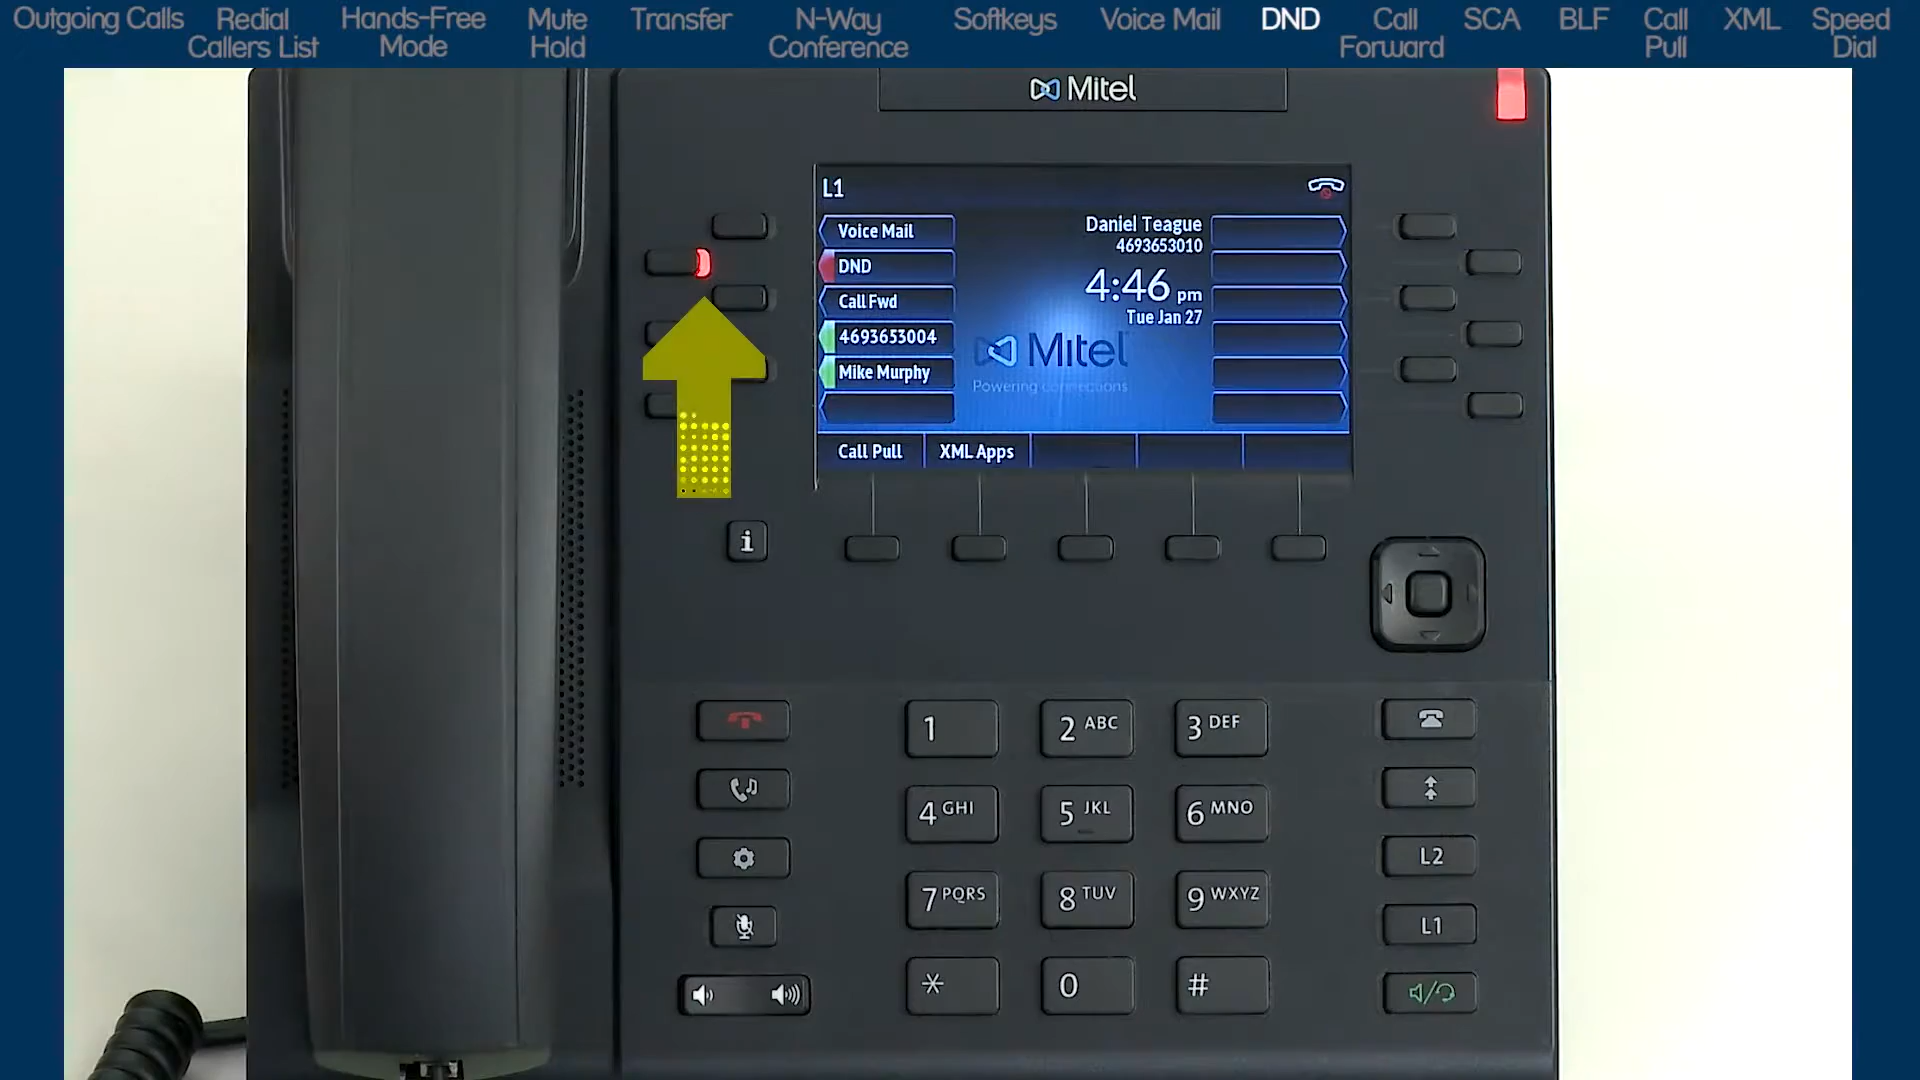 Outgoing Calls
Redial
Callers List
Hands-Free
Mode
Mute
Hold
Transfer
N-Way
Conference
Softkeys
Voice Mail
DND
Call
Forward
SCA
BLF
Call
Pull
XML
Speed
Dial
Mitel
L1
Voice Mail
DND
Call Fwd
4693653004
Mike Murphy
Daniel Teague
4693653010
4:46 pm
Tue Jan 27
Mitel
Powering connections
Call Pull
XML Apps
i
1
2 ABC
3 DEF
4 GHI
5 JKL
6 MNO
7 PQRS
8 TUV
9 WXYZ
*
0
#
L2
L1